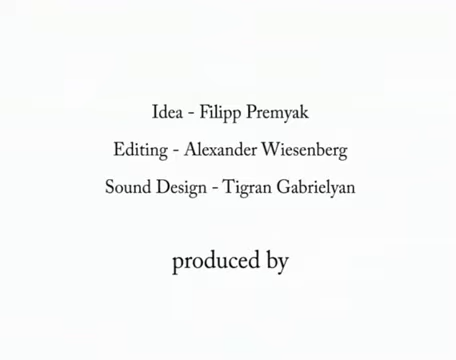 Idea - Filipp Premyak
Editing - Alexander Wiesenberg
Sound Design - Tigran Gabrielyan
produced by